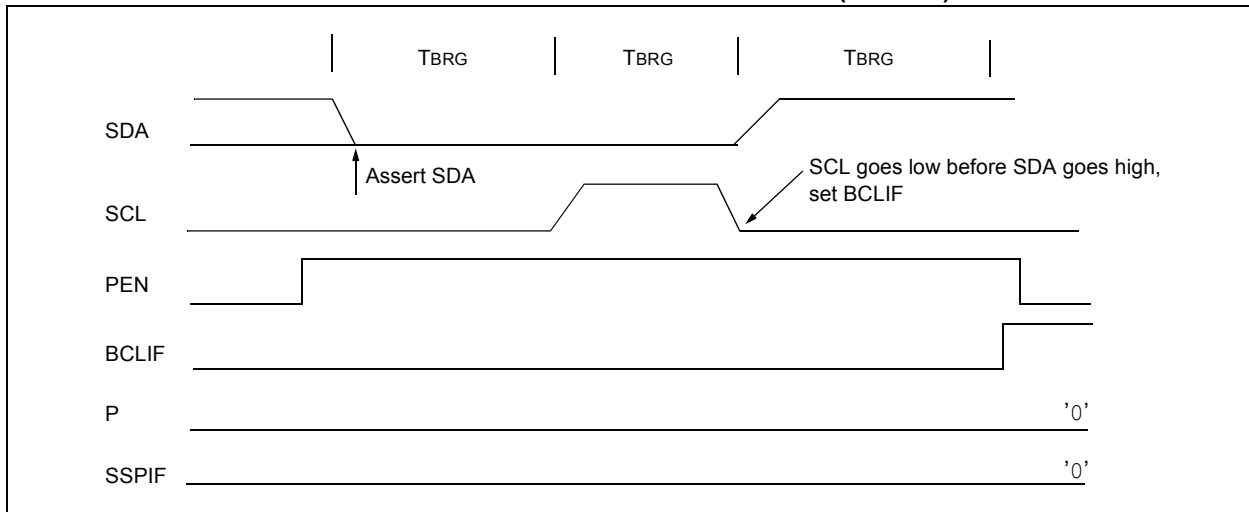 TBRG TBRG TBRG
SDA
Assert SDA
SCL goes low before SDA goes high,
set BCLIF
SCL
PEN
BCLIF
P
'0'
SSPIF
'0'